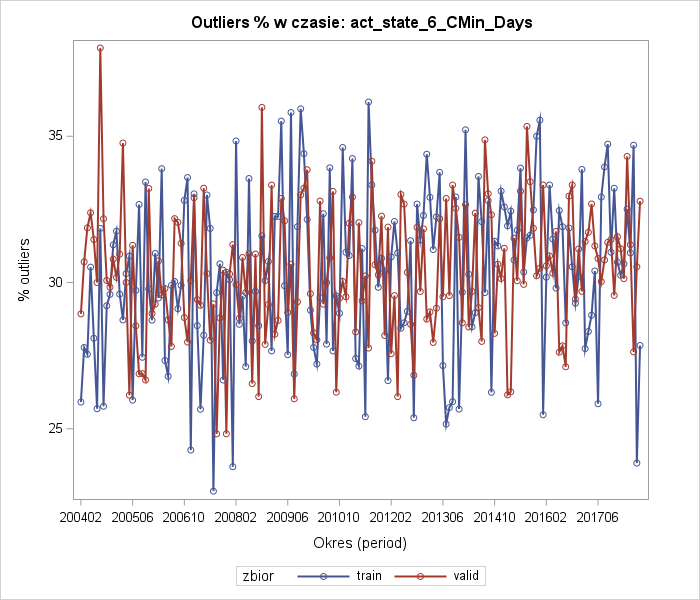 Outliers % w czasie: act_state_6_CMin_Days
% outliers
35
30
25
200402 200506 200610 200802 200906 201010 201202 201306 201410 201602 201706
Okres (period)
zbior train valid